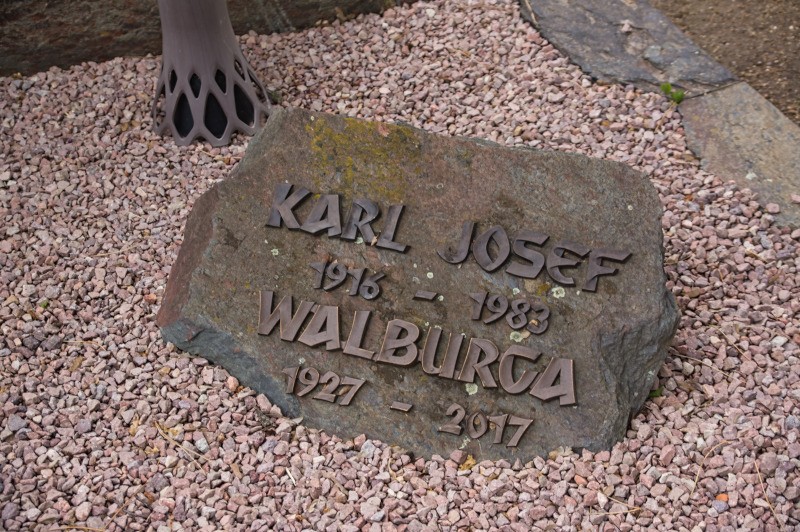 KARL JOSEF
1916 - 1983
WALBURGA
1927 - 2017